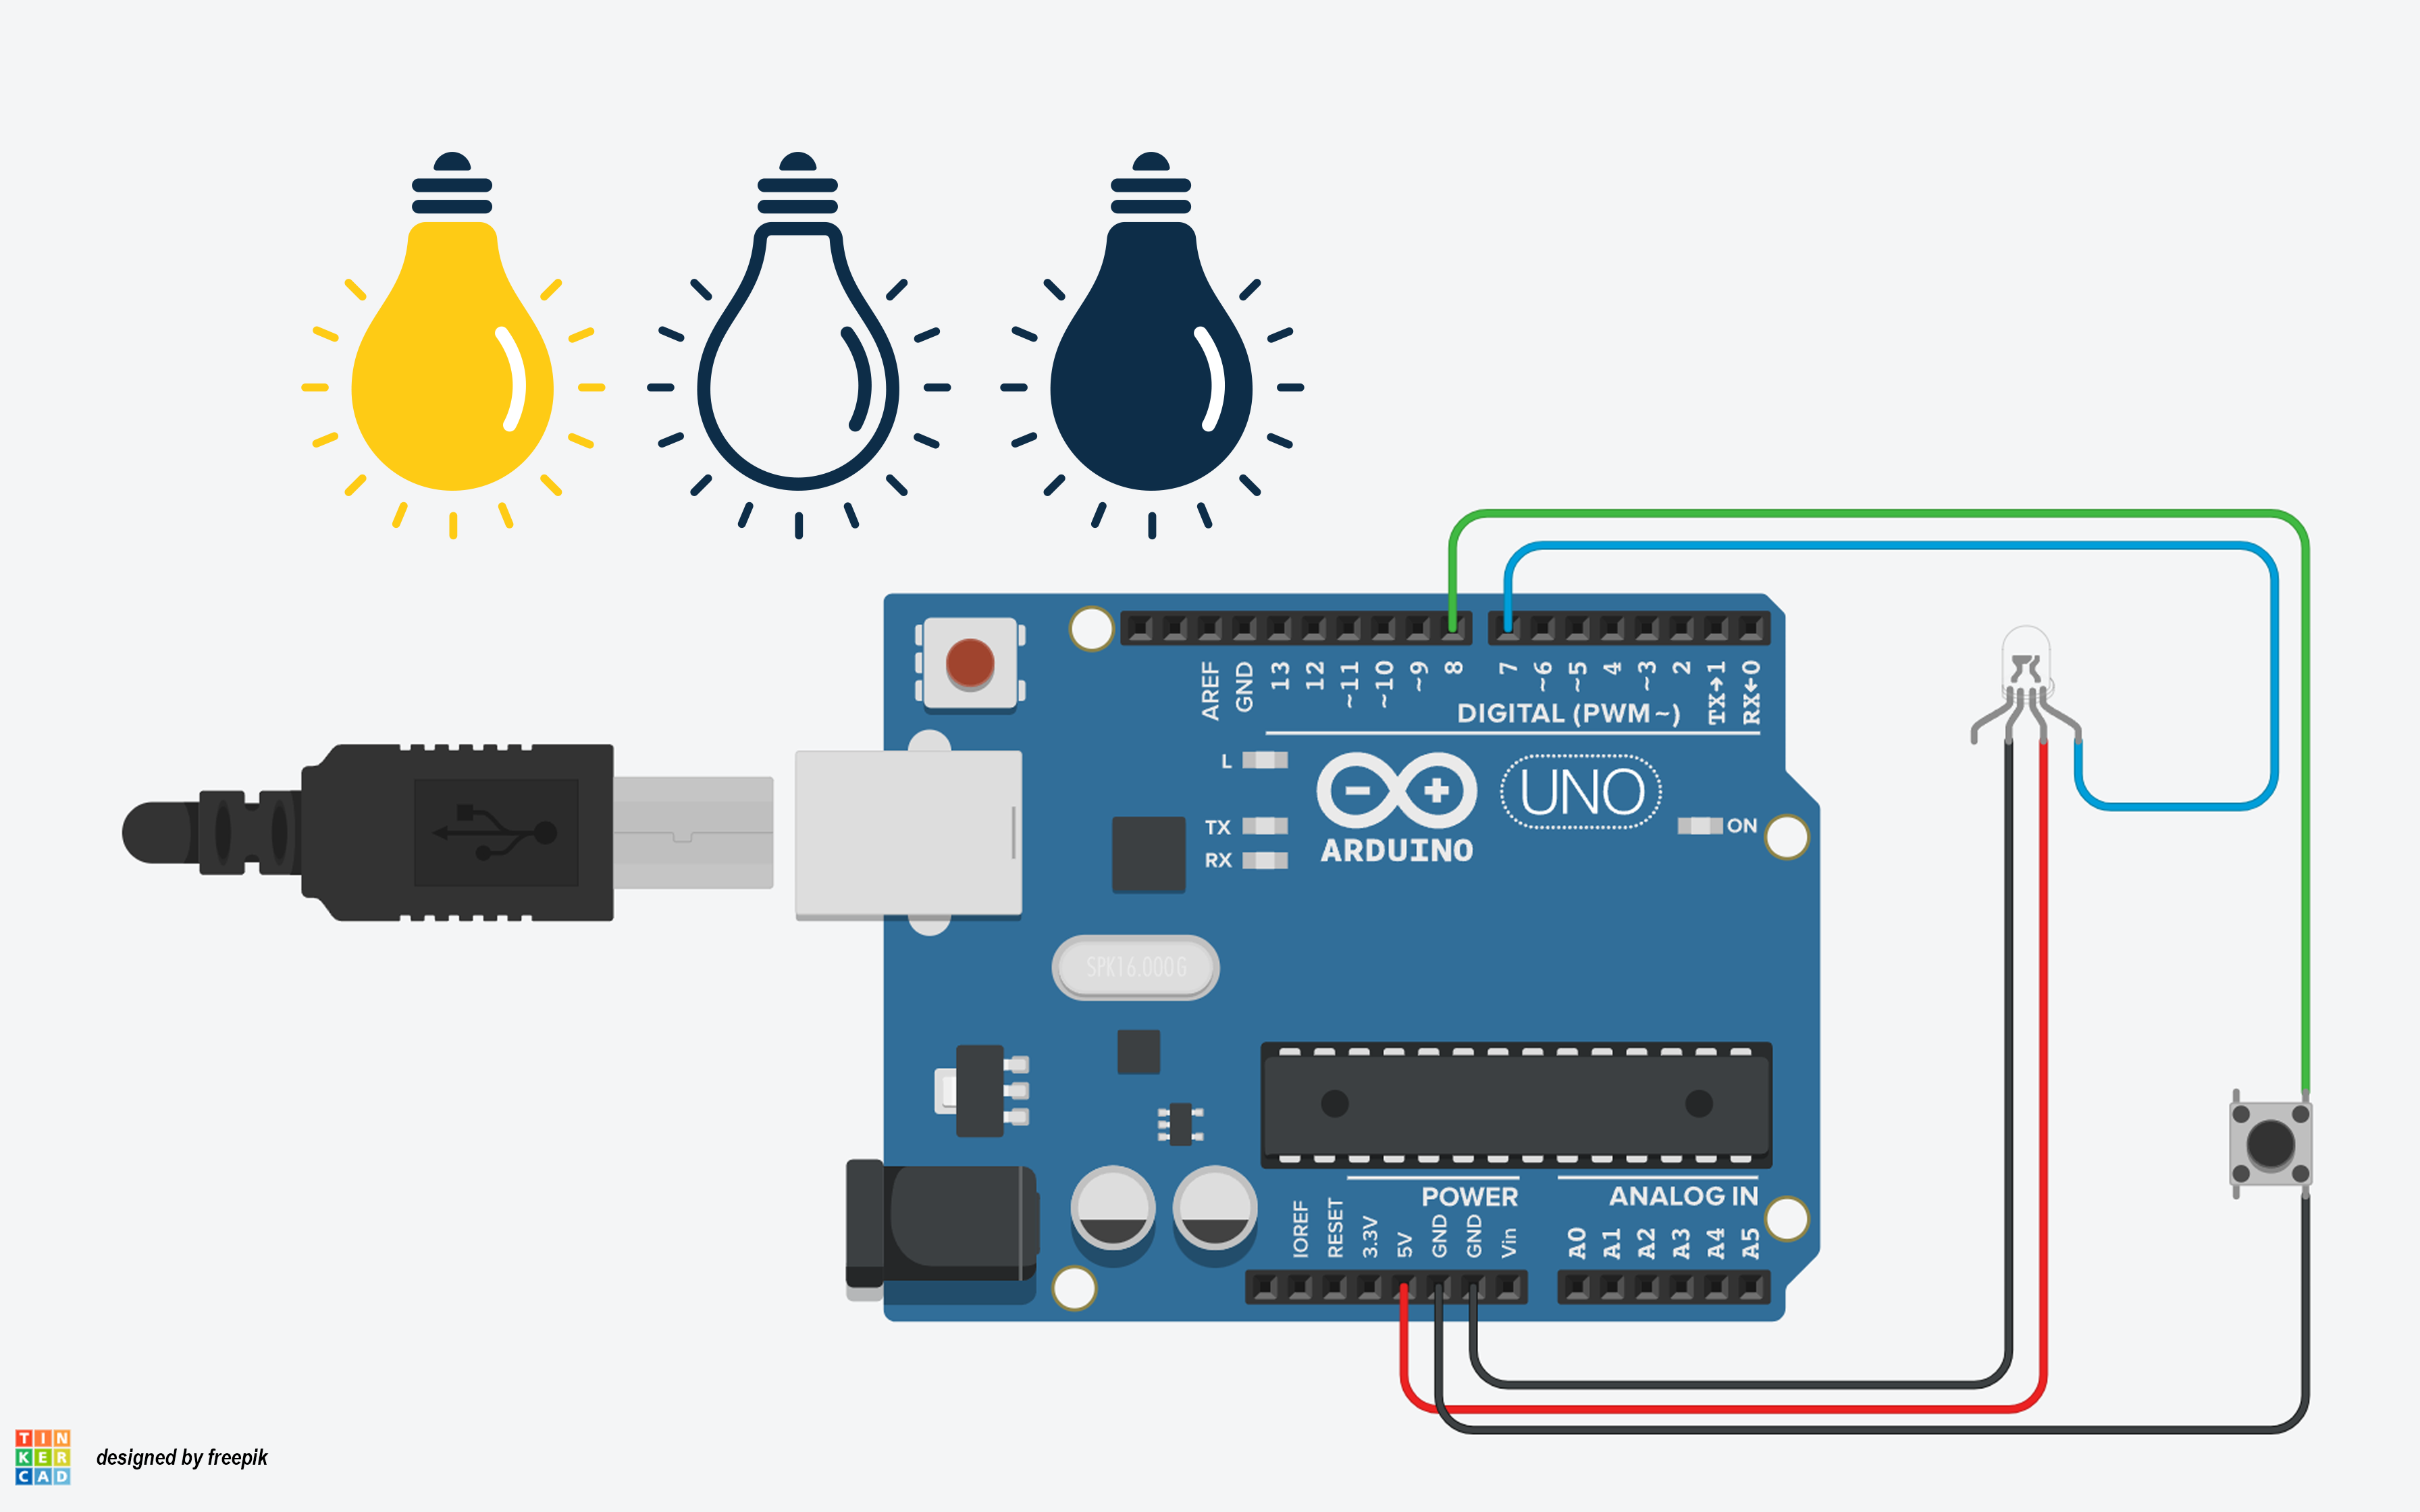 AREF
GND
13
12
~11
~10
~9
8
7
~6
~5
4
~3
2
TX→1
RX←0
DIGITAL (PWM ~)
L
TX
RX
ARDUINO
UNO
ON
SPK16.000G
POWER
ANALOG IN
IOREF
RESET
3.3V
5V
GND
GND
Vin
A0
A1
A2
A3
A4
A5
TIN
KER
CAD
designed by freepik